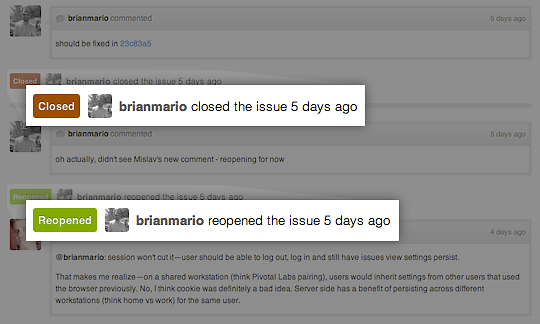 brianmario commented 5 days ago
should be fixed in 23c83a5
Closed brianmario closed the issue 5 days ago
Closed brianmario closed the issue 5 days ago
brianmario commented 5 days ago
oh actually, didn't see Mislav's new comment - reopening for now
Reopened brianmario reopened the issue 5 days ago
Reopened brianmario reopened the issue 5 days ago
4 days ago
@brianmario: session won't cut it—user should be able to log out, log in and still have issues view settings persist.
That makes me realize—on a shared workstation (think Pivotal Labs pairing), users would inherit settings from other users that used
the browser previously. No, I think cookie was definitely a bad idea. Server side has a benefit of persisting across different
workstations (think home vs work) for the same user.